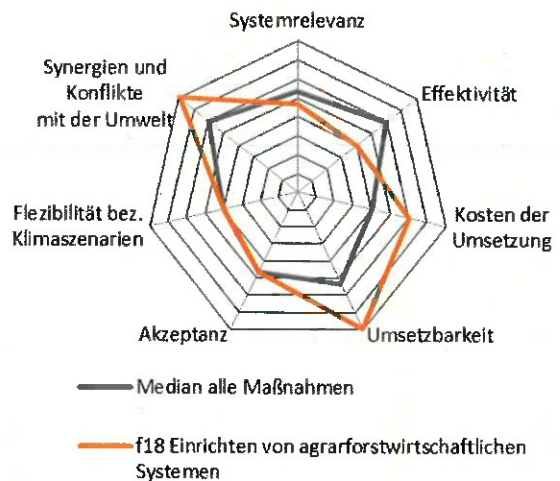 Systemrelevanz
Synergien und
Konflikte
mit der Umwelt
Effektivität
Flezibilität bez.
Klimaszenarien
Kosten der
Umsetzung
Akzeptanz
Umsetzbarkeit
Median alle Maßnahmen
f18 Einrichten von agrarforstwirtschaftlichen
Systemen